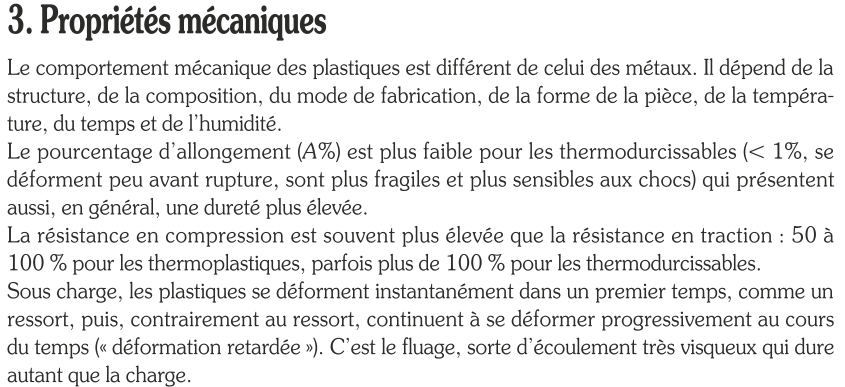 3. Propriétés mécaniques
Le comportement mécanique des plastiques est différent de celui des métaux. Il dépend de la
structure, de la composition, du mode de fabrication, de la forme de la pièce, de la tempéra-
ture, du temps et de l'humidité.
Le pourcentage d'allongement (A%) est plus faible pour les thermodurcissables (< 1%, se
déforment peu avant rupture, sont plus fragiles et plus sensibles aux chocs) qui présentent
aussi, en général, une dureté plus élevée.
La résistance en compression est souvent plus élevée que la résistance en traction : 50 à
100 % pour les thermoplastiques, parfois plus de 100 % pour les thermodurcissables.
Sous charge, les plastiques se déforment instantanément dans un premier temps, comme un
ressort, puis, contrairement au ressort, continuent à se déformer progressivement au cours
du temps (« déformation retardée »). C'est le fluage, sorte d'écoulement très visqueux qui dure
autant que la charge.